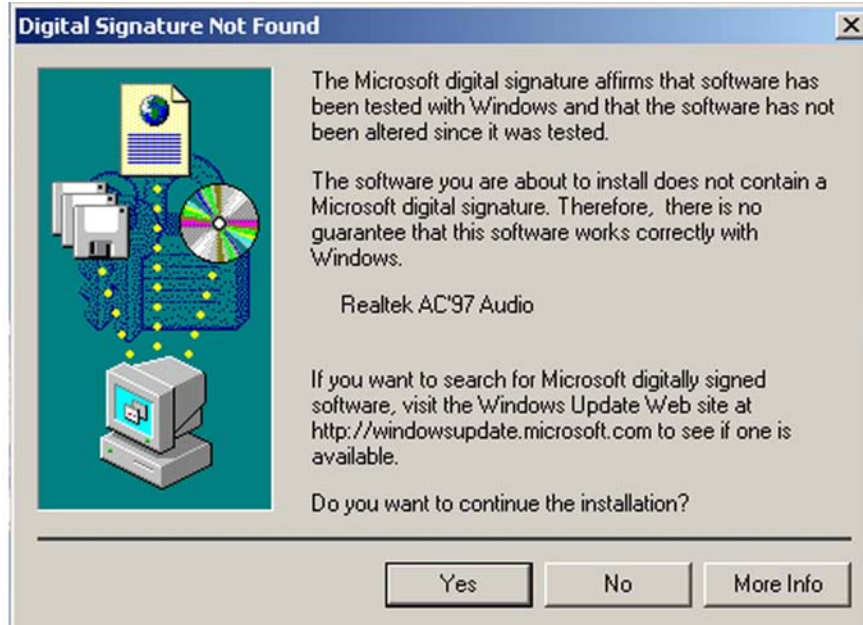 Digital Signature Not Found
The Microsoft digital signature affirms that software has
been tested with Windows and that the software has not
been altered since it was tested.
The software you are about to install does not contain a
Microsoft digital signature. Therefore, there is no
guarantee that this software works correctly with
Windows.
Realtek AC'97 Audio
If you want to search for Microsoft digitally signed
software, visit the Windows Update Web site at
http://windowsupdate.microsoft.com to see if one is
available.
Do you want to continue the installation?
Yes No More Info